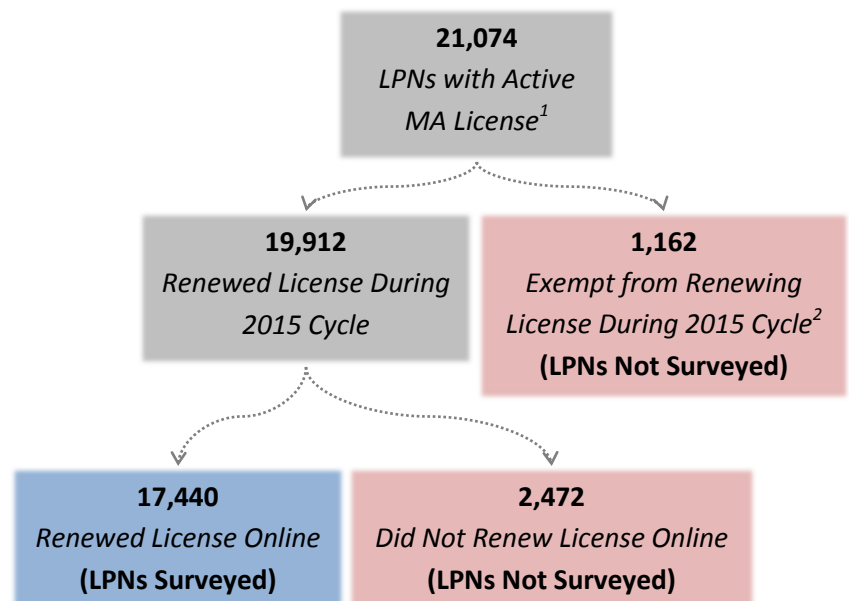 21,074
LPNs with Active
MA License1
19,912
Renewed License During
2015 Cycle
1,162
Exempt from Renewing
License During 2015 Cycle2
(LPNs Not Surveyed)
17,440
Renewed License Online
(LPNs Surveyed)
2,472
Did Not Renew License Online
(LPNs Not Surveyed)